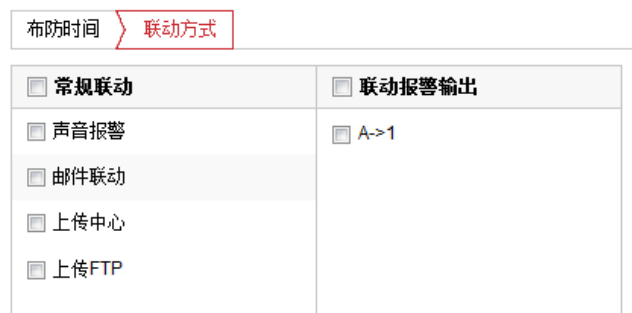 布防时间 联动方式
常规联动 联动报警输出
声音报警 A->1
邮件联动
上传中心
上传FTP